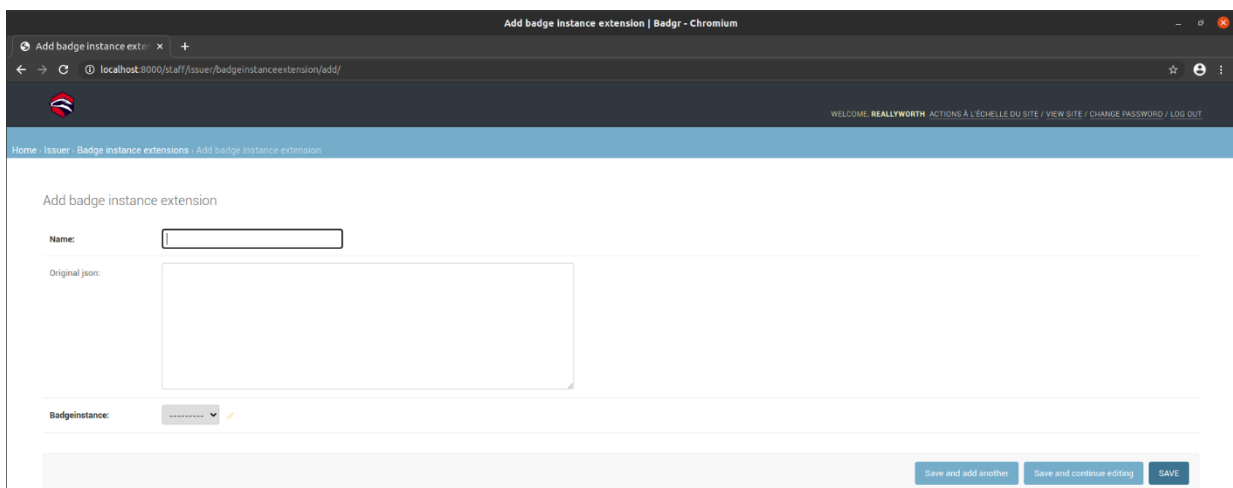 Add badge instance extension | Badgr - Chromium
Add badge instance exter
localhost:8000/staff/issuer/badgeinstanceextension/add/
WELCOME, REALLYWORTH. ACTIONS À L'ÉCHELLE DU SITE / VIEW SITE / CHANGE PASSWORD / LOG OUT
Home › Issuer › Badge instance extensions › Add badge instance extension
Add badge instance extension
Name:
Original json:
Badgeinstance: ---------
Save and add another Save and continue editing SAVE